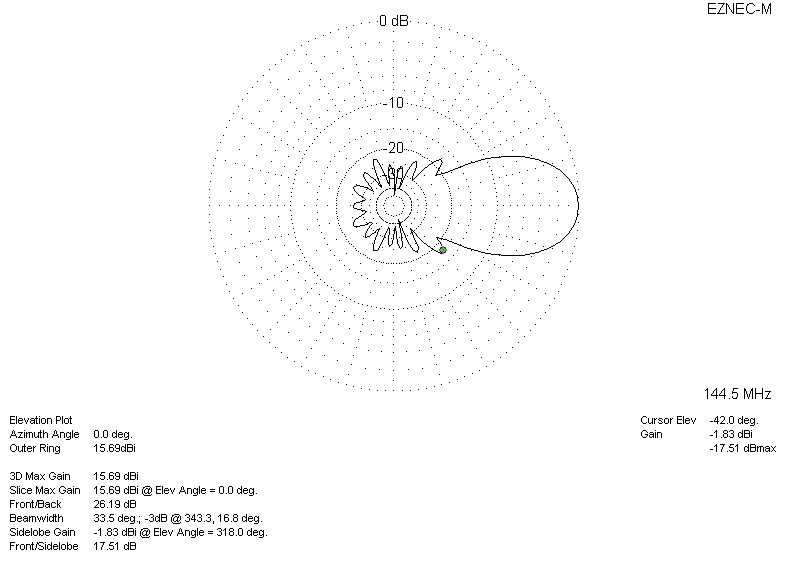 EZNEC-M
0 dB
-10
-20
-30
144.5 MHz
Elevation Plot
Azimuth Angle 0.0 deg.
Outer Ring 15.69dBi
Cursor Elev -42.0 deg.
Gain -1.83 dBi
-17.51 dBmax
3D Max Gain 15.69 dBi
Slice Max Gain 15.69 dBi @ Elev Angle = 0.0 deg.
Front/Back 26.19 dB
Beamwidth 33.5 deg.; -3dB @ 343.3, 16.8 deg.
Sidelobe Gain -1.83 dBi @ Elev Angle = 318.0 deg.
Front/Sidelobe 17.51 dB